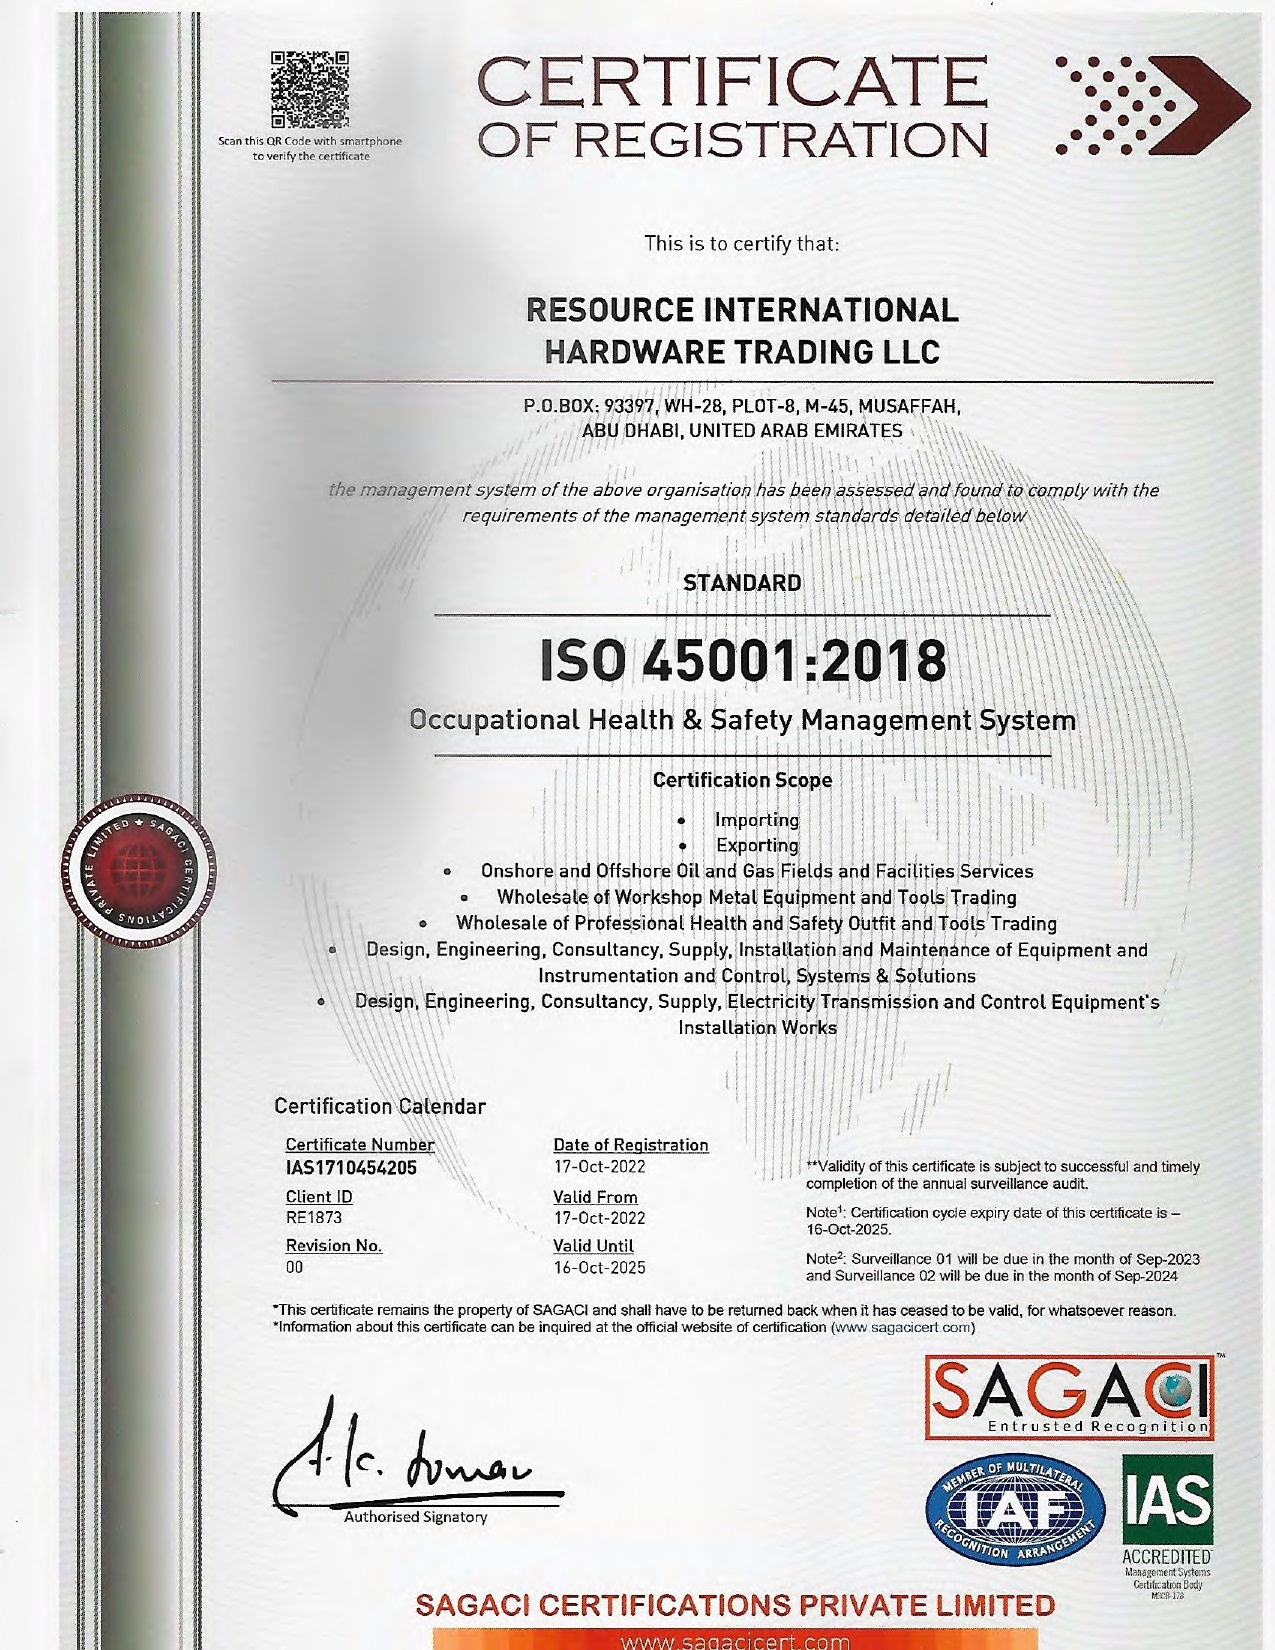 Scan this QR Code with smartphone
to verify the certificate
CERTIFICATE
OF REGISTRATION
This is to certify that:
RESOURCE INTERNATIONAL
HARDWARE TRADING LLC
P.O.BOX: 93397, WH-28, PLOT-8, M-45, MUSAFFAH,
ABU DHABI, UNITED ARAB EMIRATES
the management system of the above organisation has been assessed and found to comply with the
requirements of the management system standards detailed below
STANDARD
ISO 45001:2018
Occupational Health & Safety Management System
Certification Scope
• Importing
• Exporting
• Onshore and Offshore Oil and Gas Fields and Facilities Services
• Wholesale of Workshop Metal Equipment and Tools Trading
• Wholesale of Professional Health and Safety Outfit and Tools Trading
• Design, Engineering, Consultancy, Supply, Installation and Maintenance of Equipment and
Instrumentation and Control, Systems & Solutions
• Design, Engineering, Consultancy, Supply, Electricity Transmission and Control Equipment's
Installation Works
SAGACI CERTIFICATIONS PRIVATE LIMITED ★
Certification Calendar
Certificate Number
IAS1710454205
Client ID
RE1873
Revision No.
00
Date of Registration
17-Oct-2022
Valid From
17-Oct-2022
Valid Until
16-Oct-2025
**Validity of this certificate is subject to successful and timely
completion of the annual surveillance audit.
Note¹: Certification cycle expiry date of this certificate is –
16-Oct-2025.
Note²: Surveillance 01 will be due in the month of Sep-2023
and Surveillance 02 will be due in the month of Sep-2024
*This certificate remains the property of SAGACI and shall have to be returned back when it has ceased to be valid, for whatsoever reason.
*Information about this certificate can be inquired at the official website of certification (www.sagacicert.com)
Authorised Signatory
SAGACI™
Entrusted Recognition
MEMBER OF MULTILATERAL
IAF
RECOGNITION ARRANGEMENT
IAS
ACCREDITED
Management Systems
Certification Body
MSCB-178
SAGACI CERTIFICATIONS PRIVATE LIMITED
www.sagacicert.com